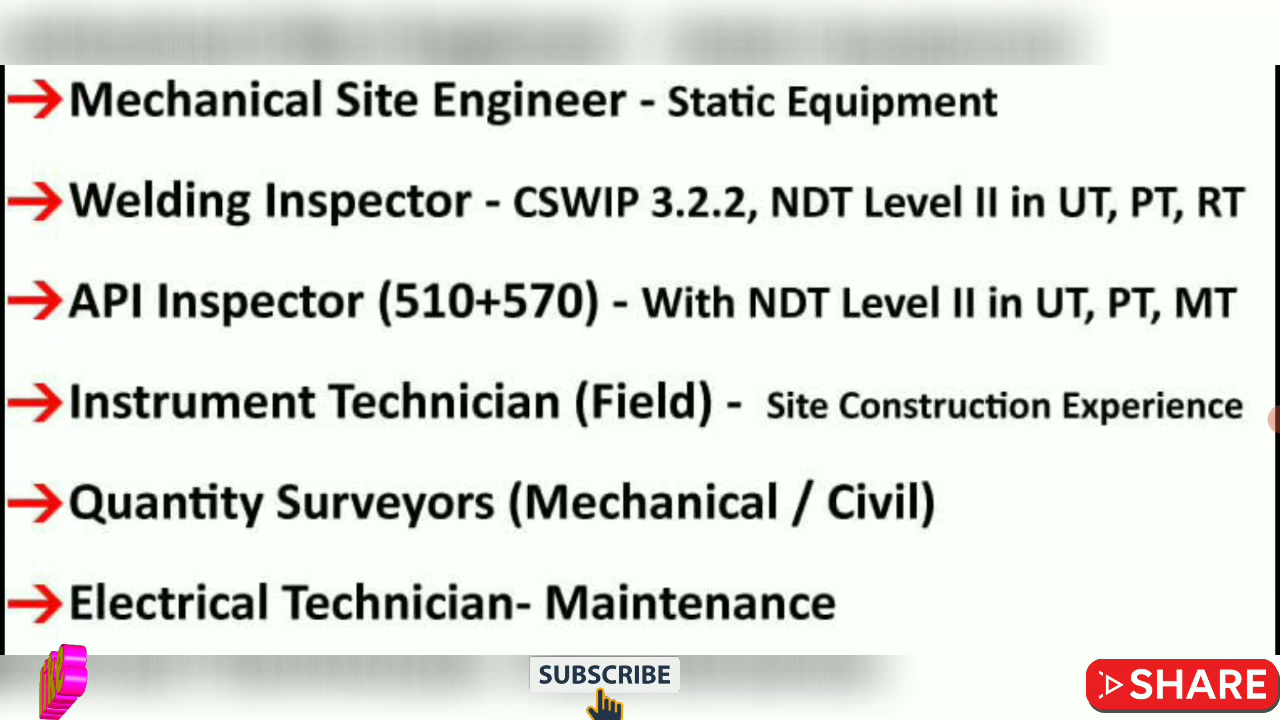 Mechanical Site Engineer - Static Equipment
Welding Inspector - CSWIP 3.2.2, NDT Level II in UT, PT, RT
API Inspector (510+570) - With NDT Level II in UT, PT, MT
Instrument Technician (Field) - Site Construction Experience
Quantity Surveyors (Mechanical / Civil)
Electrical Technician- Maintenance
SUBSCRIBE
SHARE